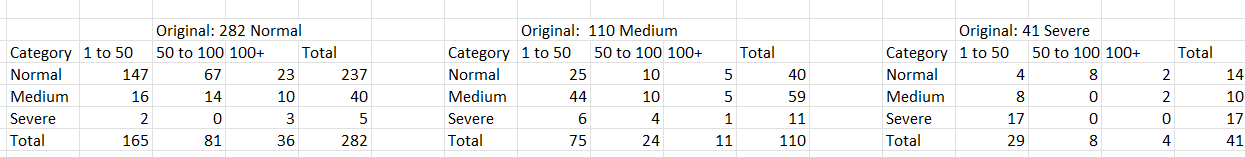 Original: 282 Normal Original:  110 Medium Original: 41 Severe
Category 1 to 50 50 to 100 100+ Total Category 1 to 50 50 to 100 100+ Total Category 1 to 50 50 to 100 100+ Total
Normal 147 67 23 237 Normal 25 10 5 40 Normal 4 8 2 14
Medium 16 14 10 40 Medium 44 10 5 59 Medium 8 0 2 10
Severe 2 0 3 5 Severe 6 4 1 11 Severe 17 0 0 17
Total 165 81 36 282 Total 75 24 11 110 Total 29 8 4 41